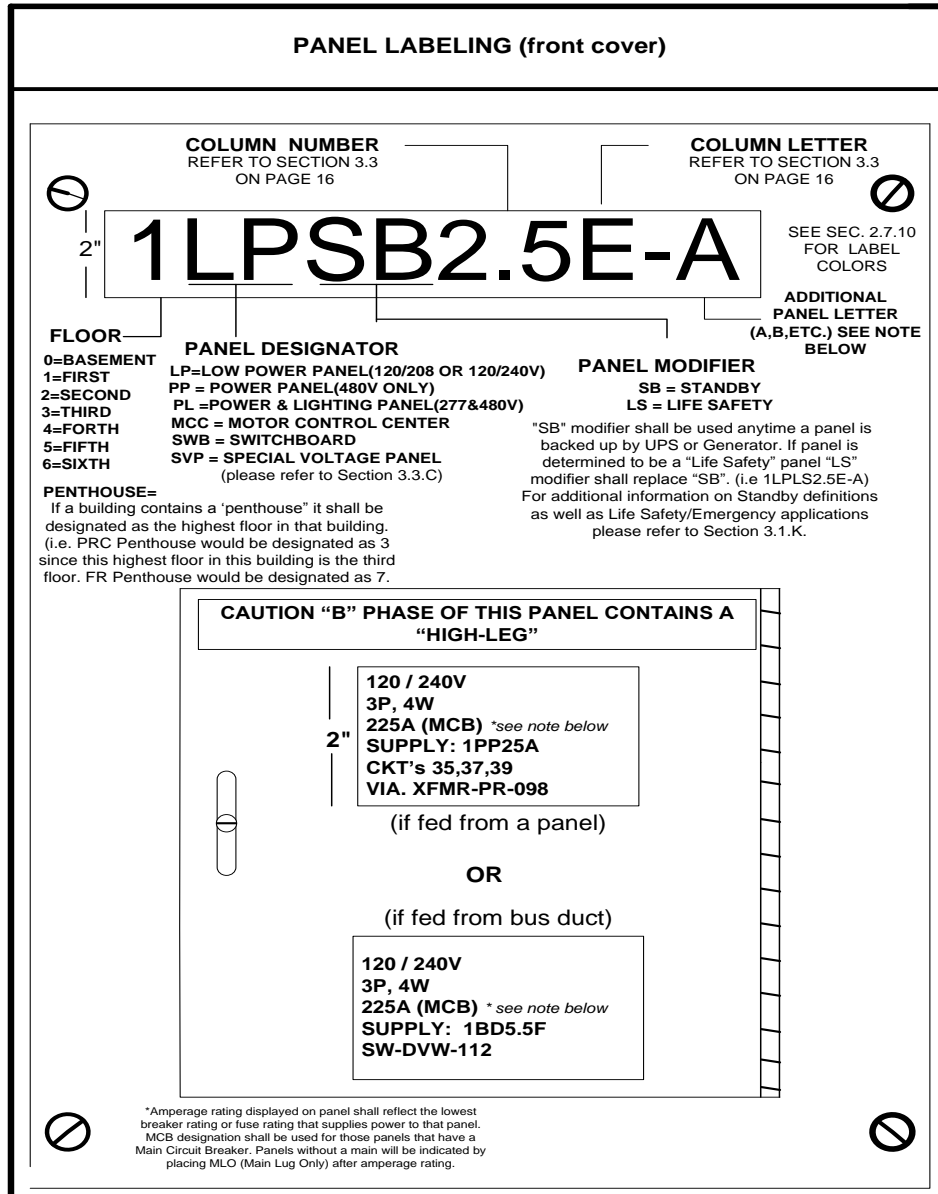 PANEL LABELING (front cover)
COLUMN NUMBER
REFER TO SECTION 3.3
ON PAGE 16
COLUMN LETTER
REFER TO SECTION 3.3
ON PAGE 16
2"
1LPSB2.5E-A
SEE SEC. 2.7.10
FOR LABEL
COLORS
ADDITIONAL
PANEL LETTER
(A,B,ETC.) SEE NOTE
BELOW
FLOOR
0=BASEMENT
1=FIRST
2=SECOND
3=THIRD
4=FORTH
5=FIFTH
6=SIXTH
PENTHOUSE=
If a building contains a 'penthouse" it shall be
designated as the highest floor in that building.
(i.e. PRC Penthouse would be designated as 3
since this highest floor in this building is the third
floor. FR Penthouse would be designated as 7.
PANEL DESIGNATOR
LP=LOW POWER PANEL(120/208 OR 120/240V)
PP = POWER PANEL(480V ONLY)
PL =POWER & LIGHTING PANEL(277&480V)
MCC = MOTOR CONTROL CENTER
SWB = SWITCHBOARD
SVP = SPECIAL VOLTAGE PANEL
(please refer to Section 3.3.C)
PANEL MODIFIER
SB = STANDBY
LS = LIFE SAFETY
"SB" modifier shall be used anytime a panel is
backed up by UPS or Generator. If panel is
determined to be a “Life Safety” panel “LS”
modifier shall replace “SB”. (i.e 1LPLS2.5E-A)
For additional information on Standby definitions
as well as Life Safety/Emergency applications
please refer to Section 3.1.K.
CAUTION “B” PHASE OF THIS PANEL CONTAINS A
“HIGH-LEG”
2"
120 / 240V
3P, 4W
225A (MCB) *see note below
SUPPLY: 1PP25A
CKT's 35,37,39
VIA. XFMR-PR-098
(if fed from a panel)
OR
(if fed from bus duct)
120 / 240V
3P, 4W
225A (MCB) * see note below
SUPPLY: 1BD5.5F
SW-DVW-112
*Amperage rating displayed on panel shall reflect the lowest
breaker rating or fuse rating that supplies power to that panel.
MCB designation shall be used for those panels that have a
Main Circuit Breaker. Panels without a main will be indicated by
placing MLO (Main Lug Only) after amperage rating.